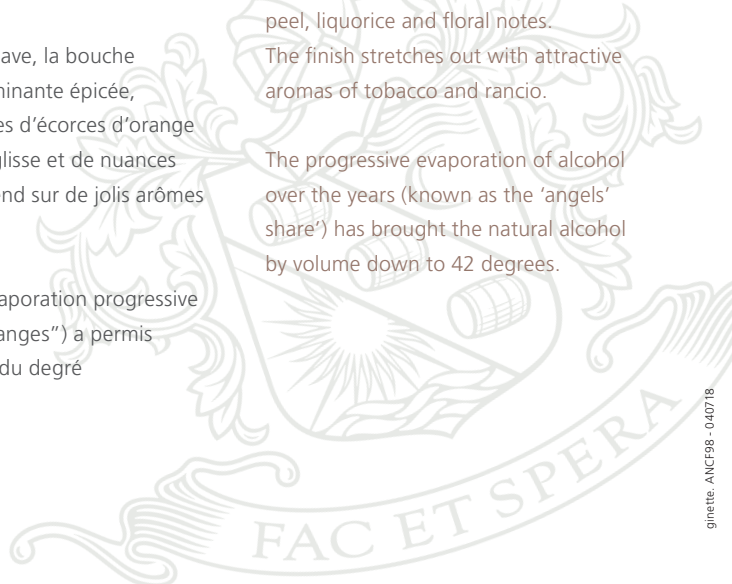 ave, la bouche
ninante épicée,
es d'écorces d'orange
glisse et de nuances
end sur de jolis arômes
aporation progressive
anges”) a permis
du degré
peel, liquorice and floral notes.
The finish stretches out with attractive
aromas of tobacco and rancio.
The progressive evaporation of alcohol
over the years (known as the ‘angels’
share’) has brought the natural alcohol
by volume down to 42 degrees.
FAC ET SPERA
ginette. ANCF98 - 040718